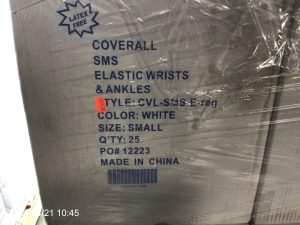 LATEX
FREE
COVERALL
SMS
ELASTIC WRISTS
& ANKLES
STYLE: CVL-SMS E-reg
COLOR: WHITE
SIZE: SMALL
Q'TY: 25
PO# 12223
MADE IN CHINA
21 10:45